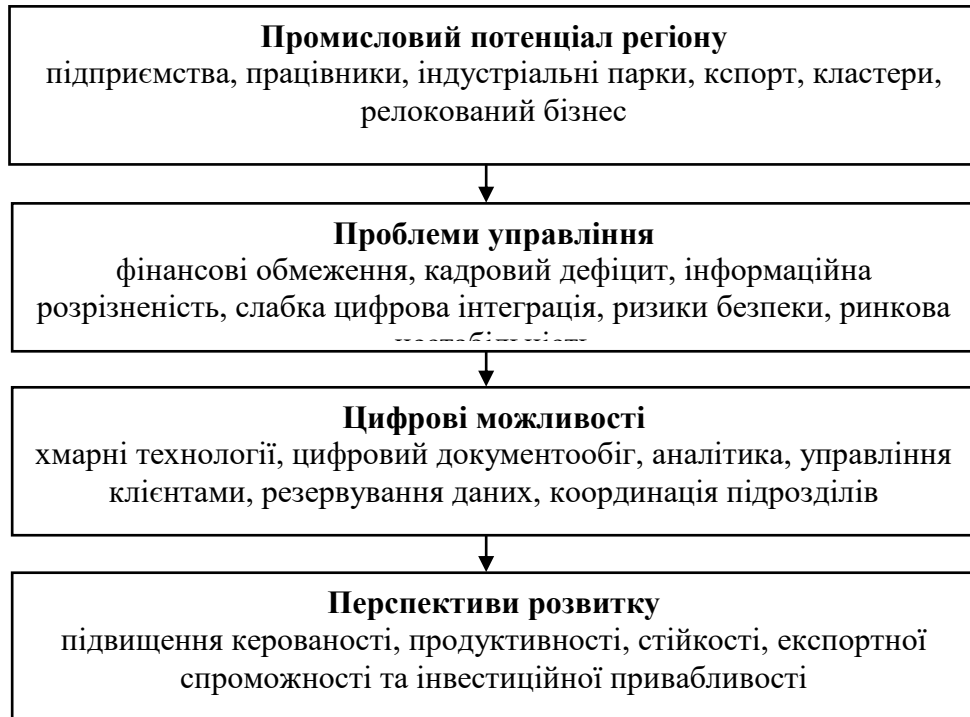 Промисловий потенціал регіону
підприємства, працівники, індустріальні парки, кспорт, кластери,
релокований бізнес
Проблеми управління
фінансові обмеження, кадровий дефіцит, інформаційна
розрізненість, слабка цифрова інтеграція, ризики безпеки, ринкова
нестабільність
Цифрові можливості
хмарні технології, цифровий документообіг, аналітика, управління
клієнтами, резервування даних, координація підрозділів
Перспективи розвитку
підвищення керованості, продуктивності, стійкості, експортної
спроможності та інвестиційної привабливості